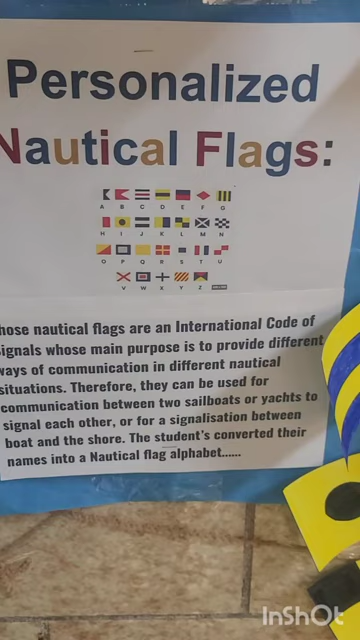 Personalized
Nautical Flags:
A B C D E F G
H I J K L M N
O P Q R S T U
V W X Y Z
hose nautical flags are an International Code of
ignals whose main purpose is to provide different
ways of communication in different nautical
situations. Therefore, they can be used for
communication between two sailboats or yachts to
signal each other, or for a signalisation between
boat and the shore. The student's converted their
names into a Nautical flag alphabet......
InShOt